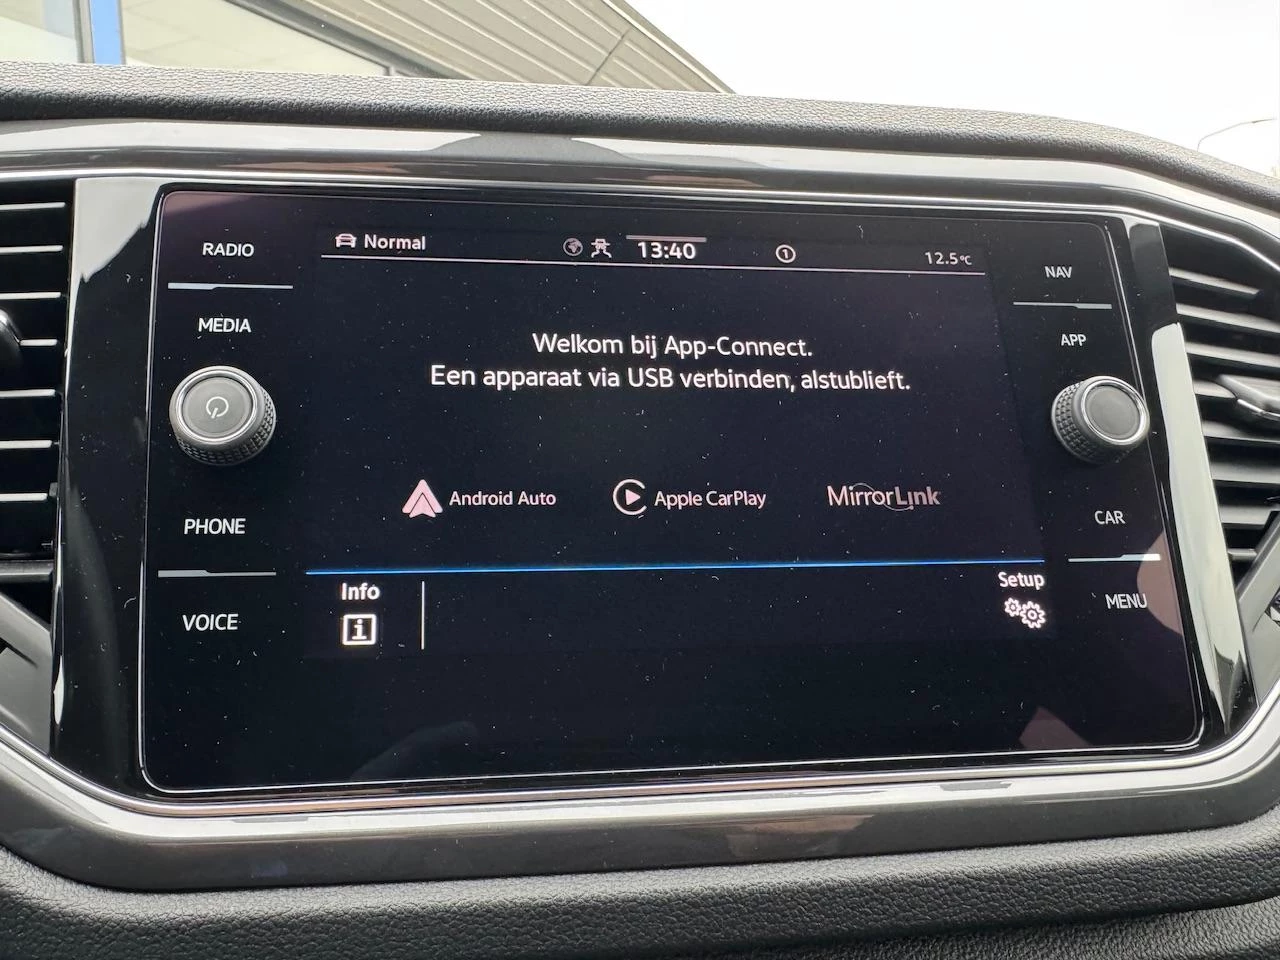 RADIO
MEDIA
PHONE
VOICE
Normal
13:40
1
12.5°C
Welkom bij App-Connect.
Een apparaat via USB verbinden, alstublieft.
Android Auto
Apple CarPlay
MirrorLink
Info
i
Setup
NAV
APP
CAR
MENU